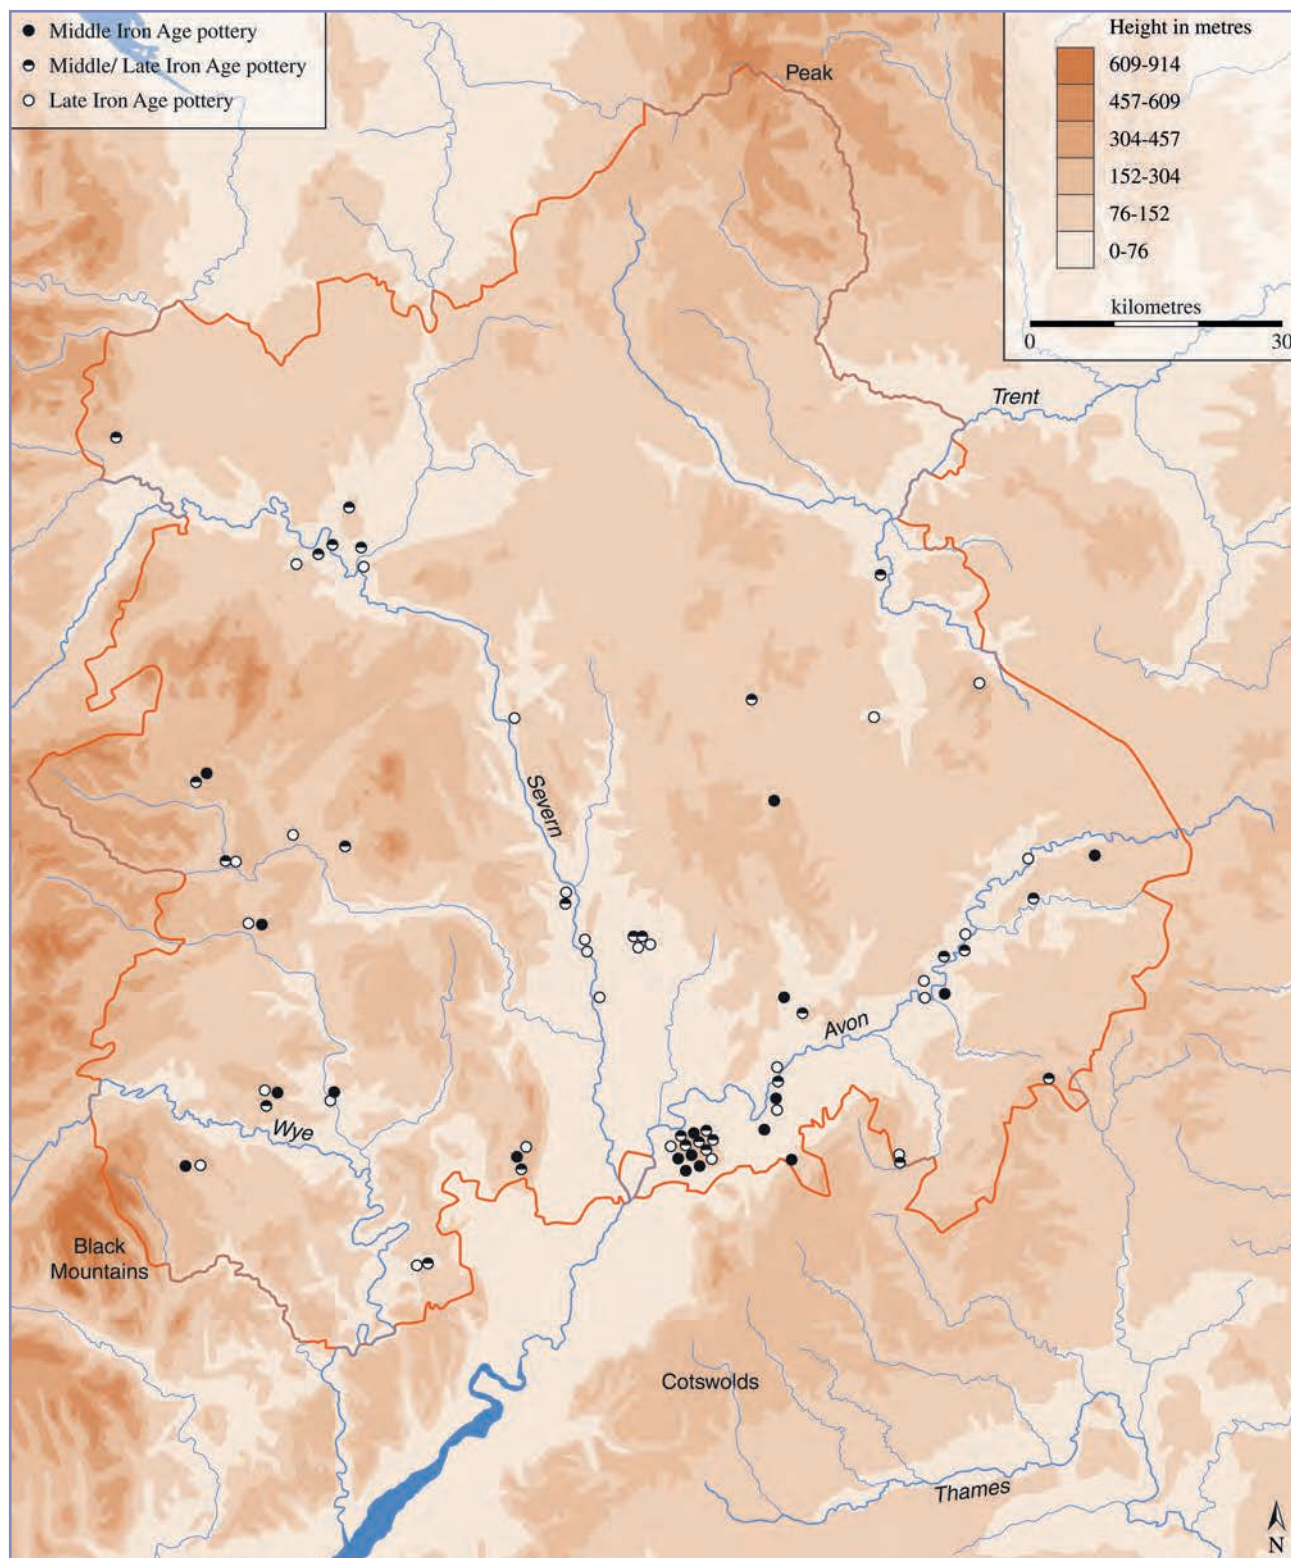 Middle Iron Age pottery
Middle/ Late Iron Age pottery
Late Iron Age pottery
Height in metres
609-914
457-609
304-457
152-304
76-152
0-76
kilometres
0 30
Peak
Trent
Severn
Avon
Wye
Black
Mountains
Cotswolds
Thames
N